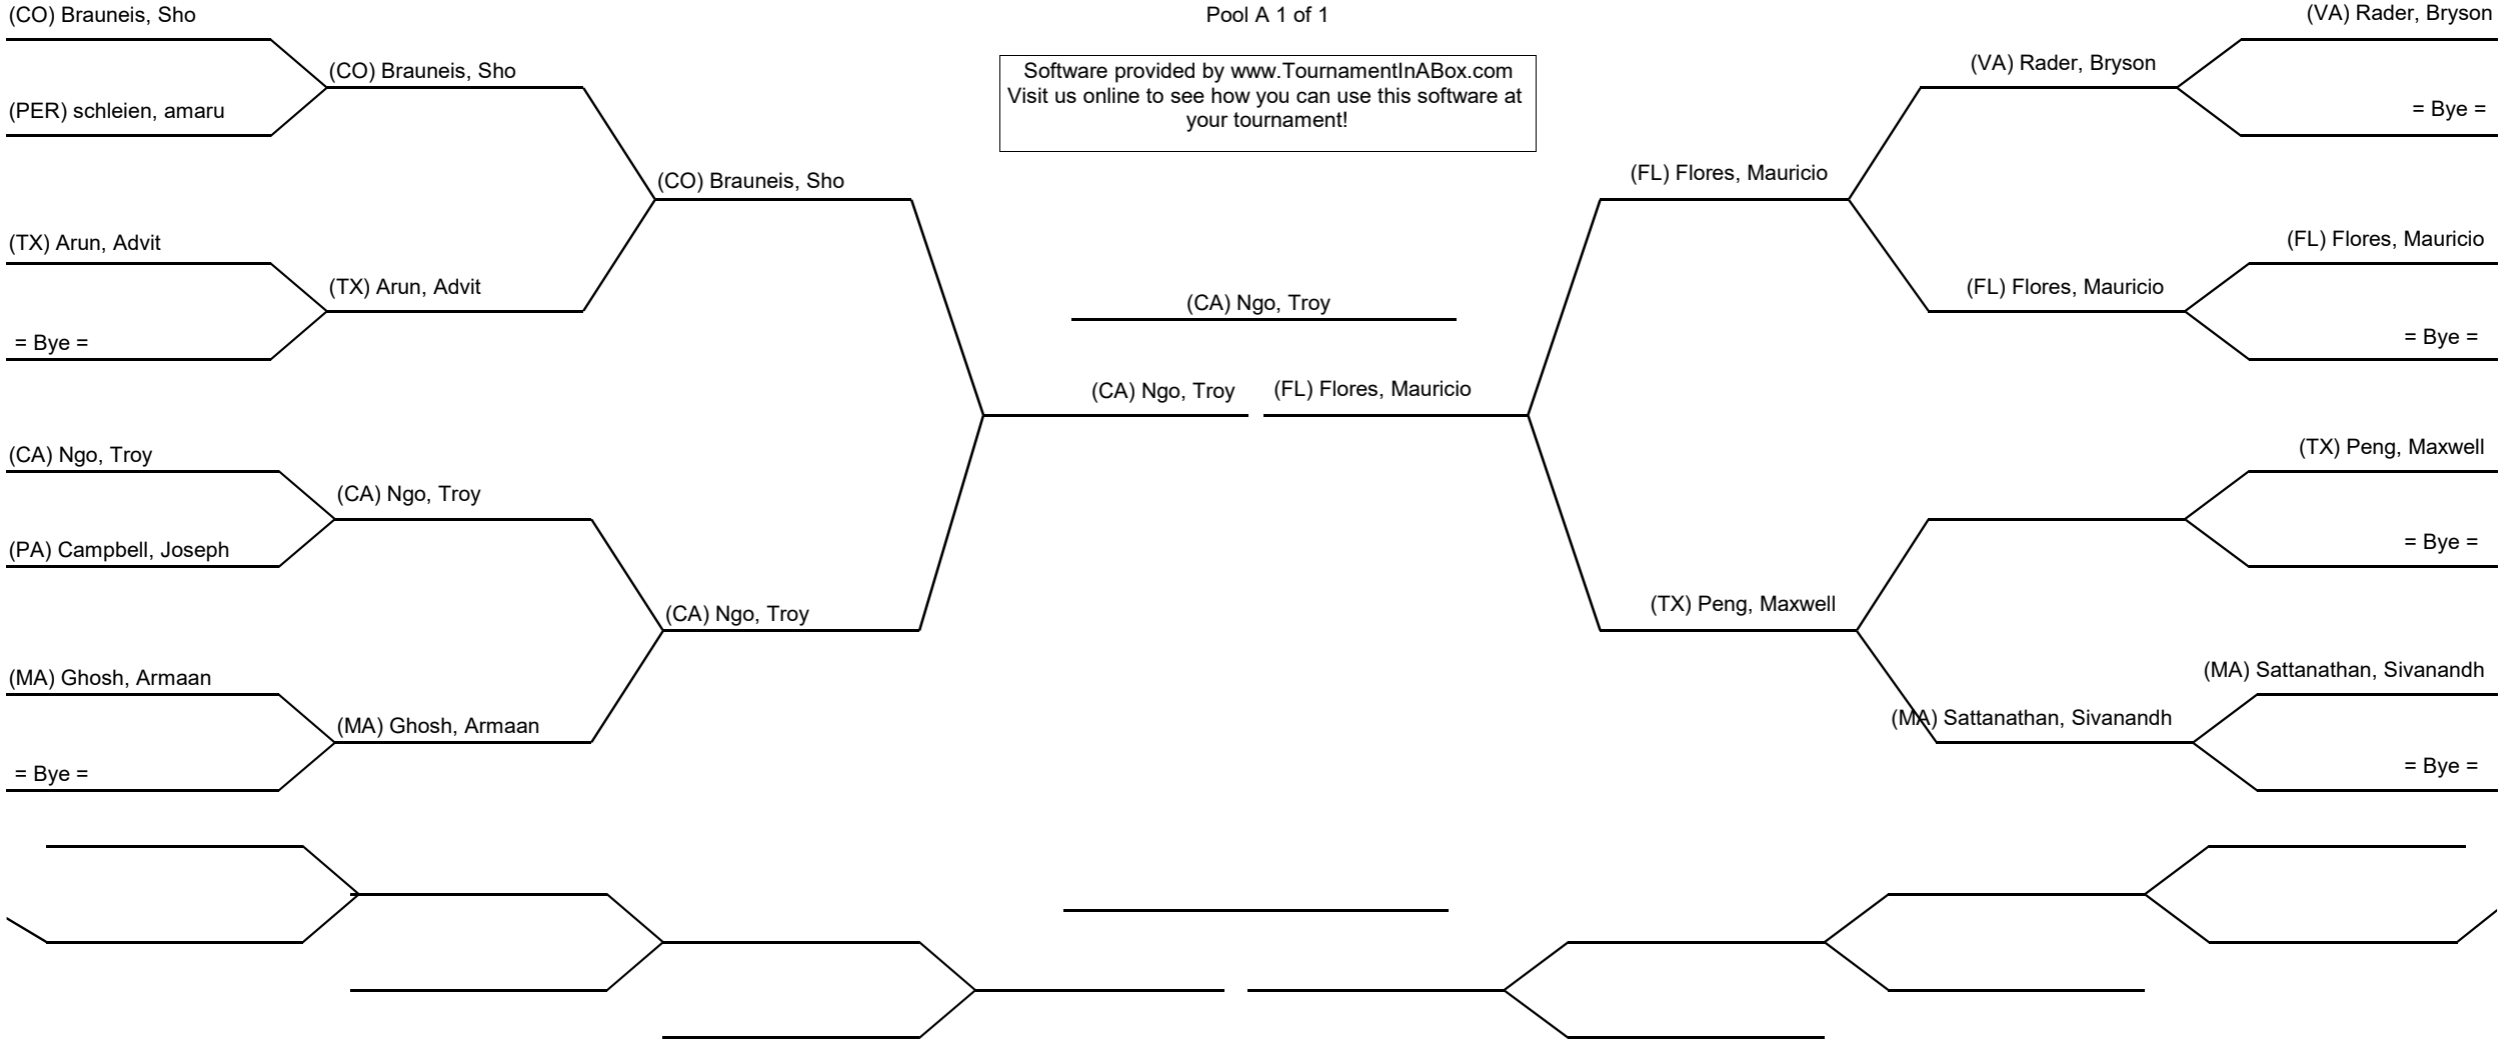 (CO) Brauneis, Sho
(PER) schleien, amaru
(TX) Arun, Advit
= Bye =
(CA) Ngo, Troy
(PA) Campbell, Joseph
(MA) Ghosh, Armaan
= Bye =
(CO) Brauneis, Sho
(TX) Arun, Advit
(CA) Ngo, Troy
(MA) Ghosh, Armaan
(CO) Brauneis, Sho
(CA) Ngo, Troy
Pool A 1 of 1
Software provided by www.TournamentInABox.com
Visit us online to see how you can use this software at
your tournament!
(CA) Ngo, Troy
(CA) Ngo, Troy
(FL) Flores, Mauricio
(FL) Flores, Mauricio
(TX) Peng, Maxwell
(VA) Rader, Bryson
(FL) Flores, Mauricio
(MA) Sattanathan, Sivanandh
(VA) Rader, Bryson
= Bye =
(FL) Flores, Mauricio
= Bye =
(TX) Peng, Maxwell
= Bye =
(MA) Sattanathan, Sivanandh
= Bye =